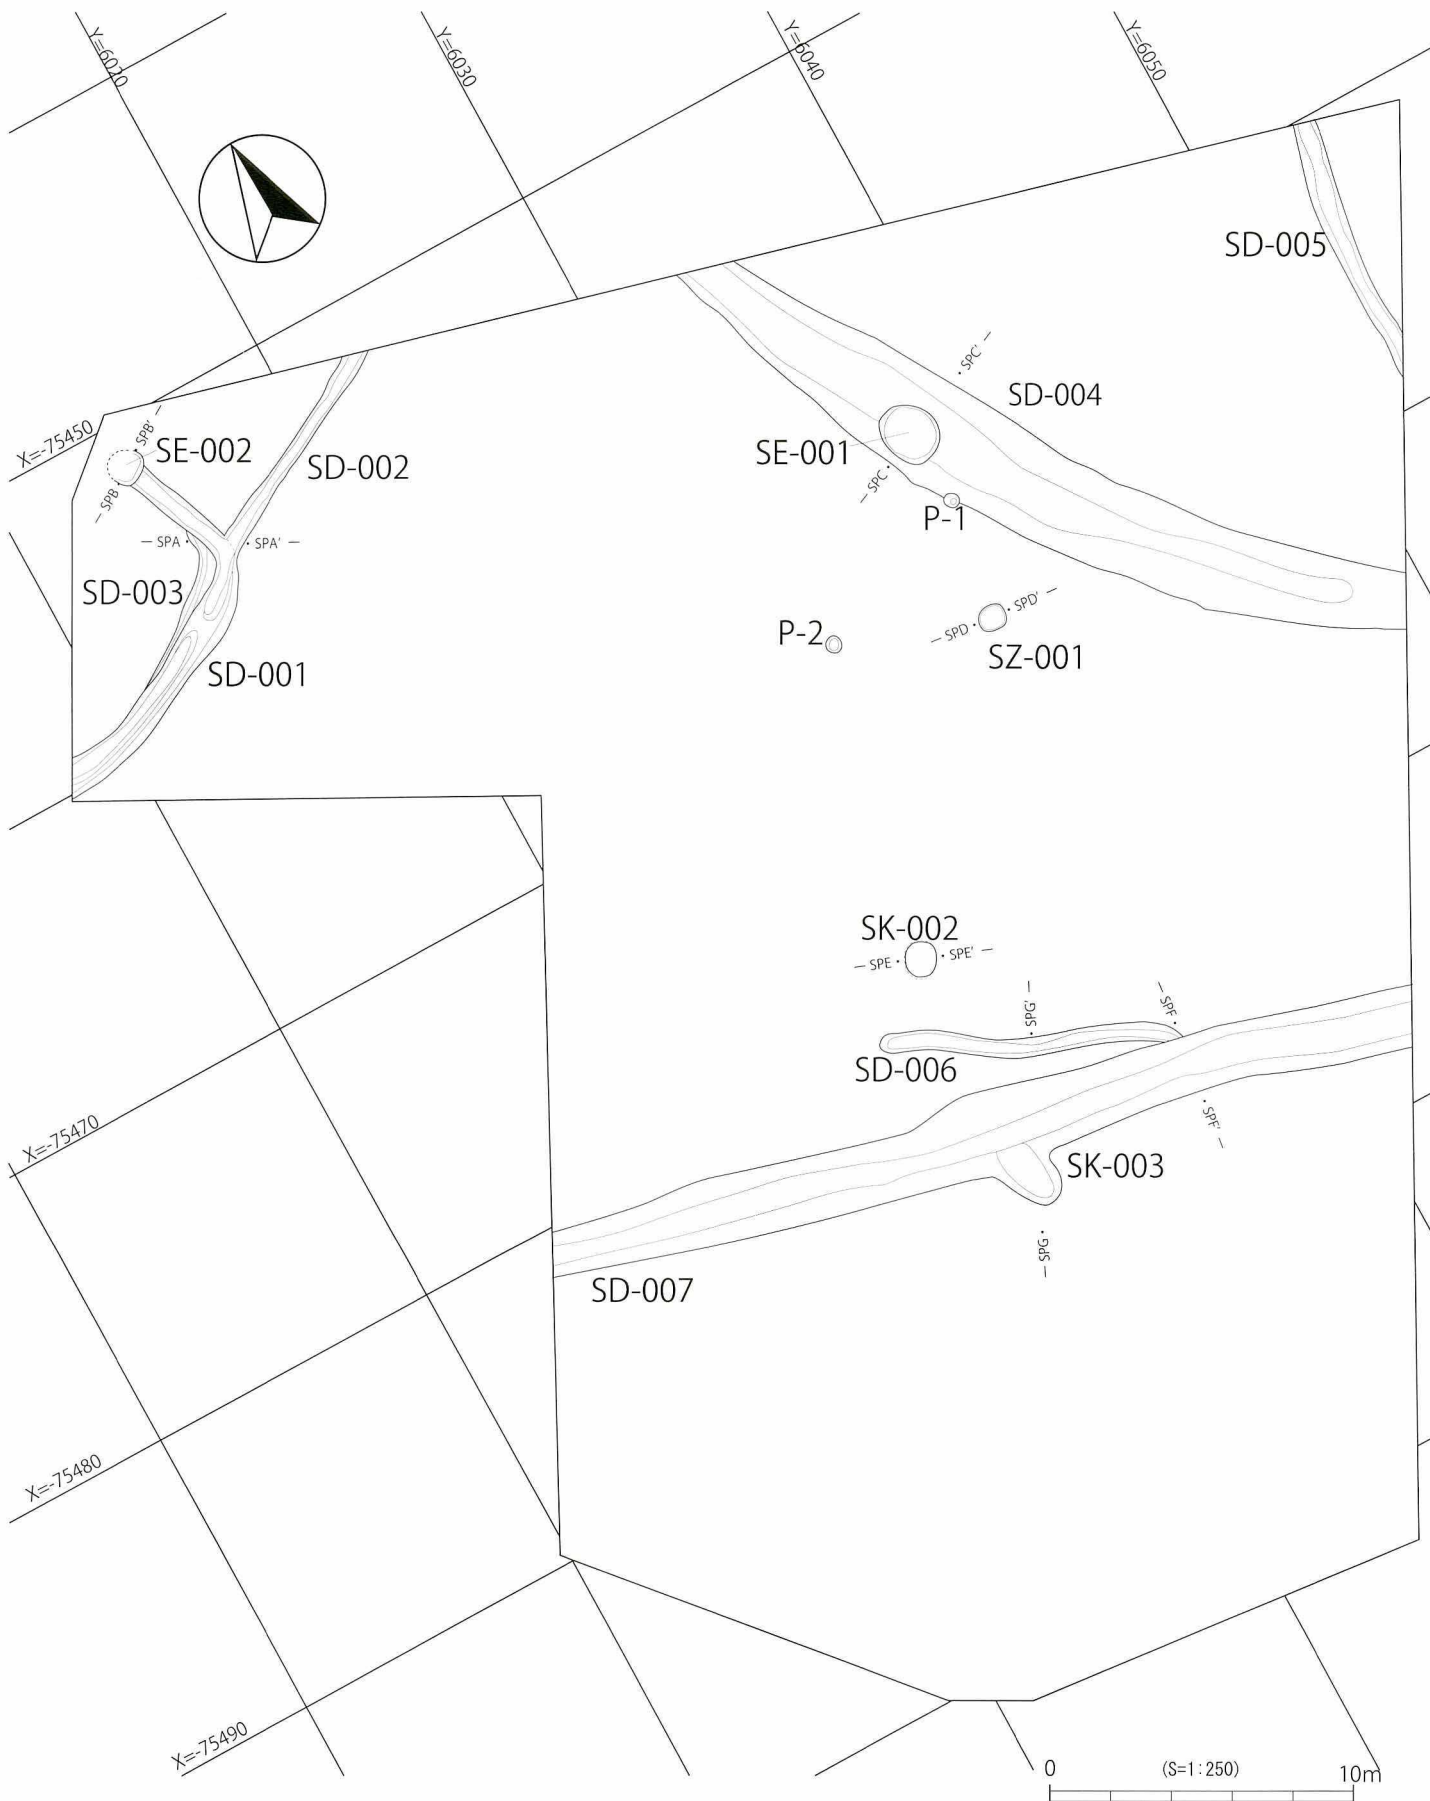 Y=6020
Y=6030
Y=6040
Y=6050
SD-005
SPC'
SD-004
X=-75450
SPB'
SE-002
SD-002
SE-001
SPC
SPB
P-1
SPA
SPA'
SD-003
SPD'
SPD
P-2
SZ-001
SD-001
SK-002
SPE
SPE'
SPG'
SPF
SD-006
SPF'
X=-75470
SK-003
SPG
SD-007
X=-75480
X=-75490
0 (S=1:250) 10m